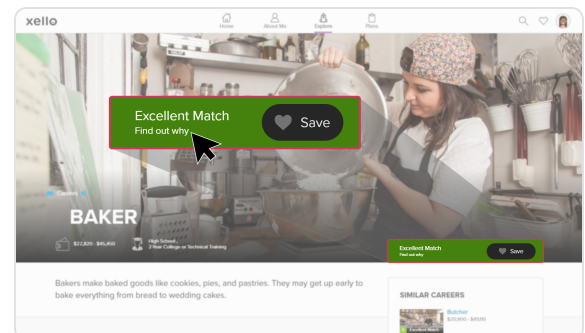 xello
Home
About Me
Explore
Plans
Excellent Match
Find out why
Save
Careers
BAKER
$22,820 - $45,450
High School,
2 Year College or Technical Training
Excellent Match
Find out why
Save
Bakers make baked goods like cookies, pies, and pastries. They may get up early to
bake everything from bread to wedding cakes.
SIMILAR CAREERS
Butcher
Excellent Match